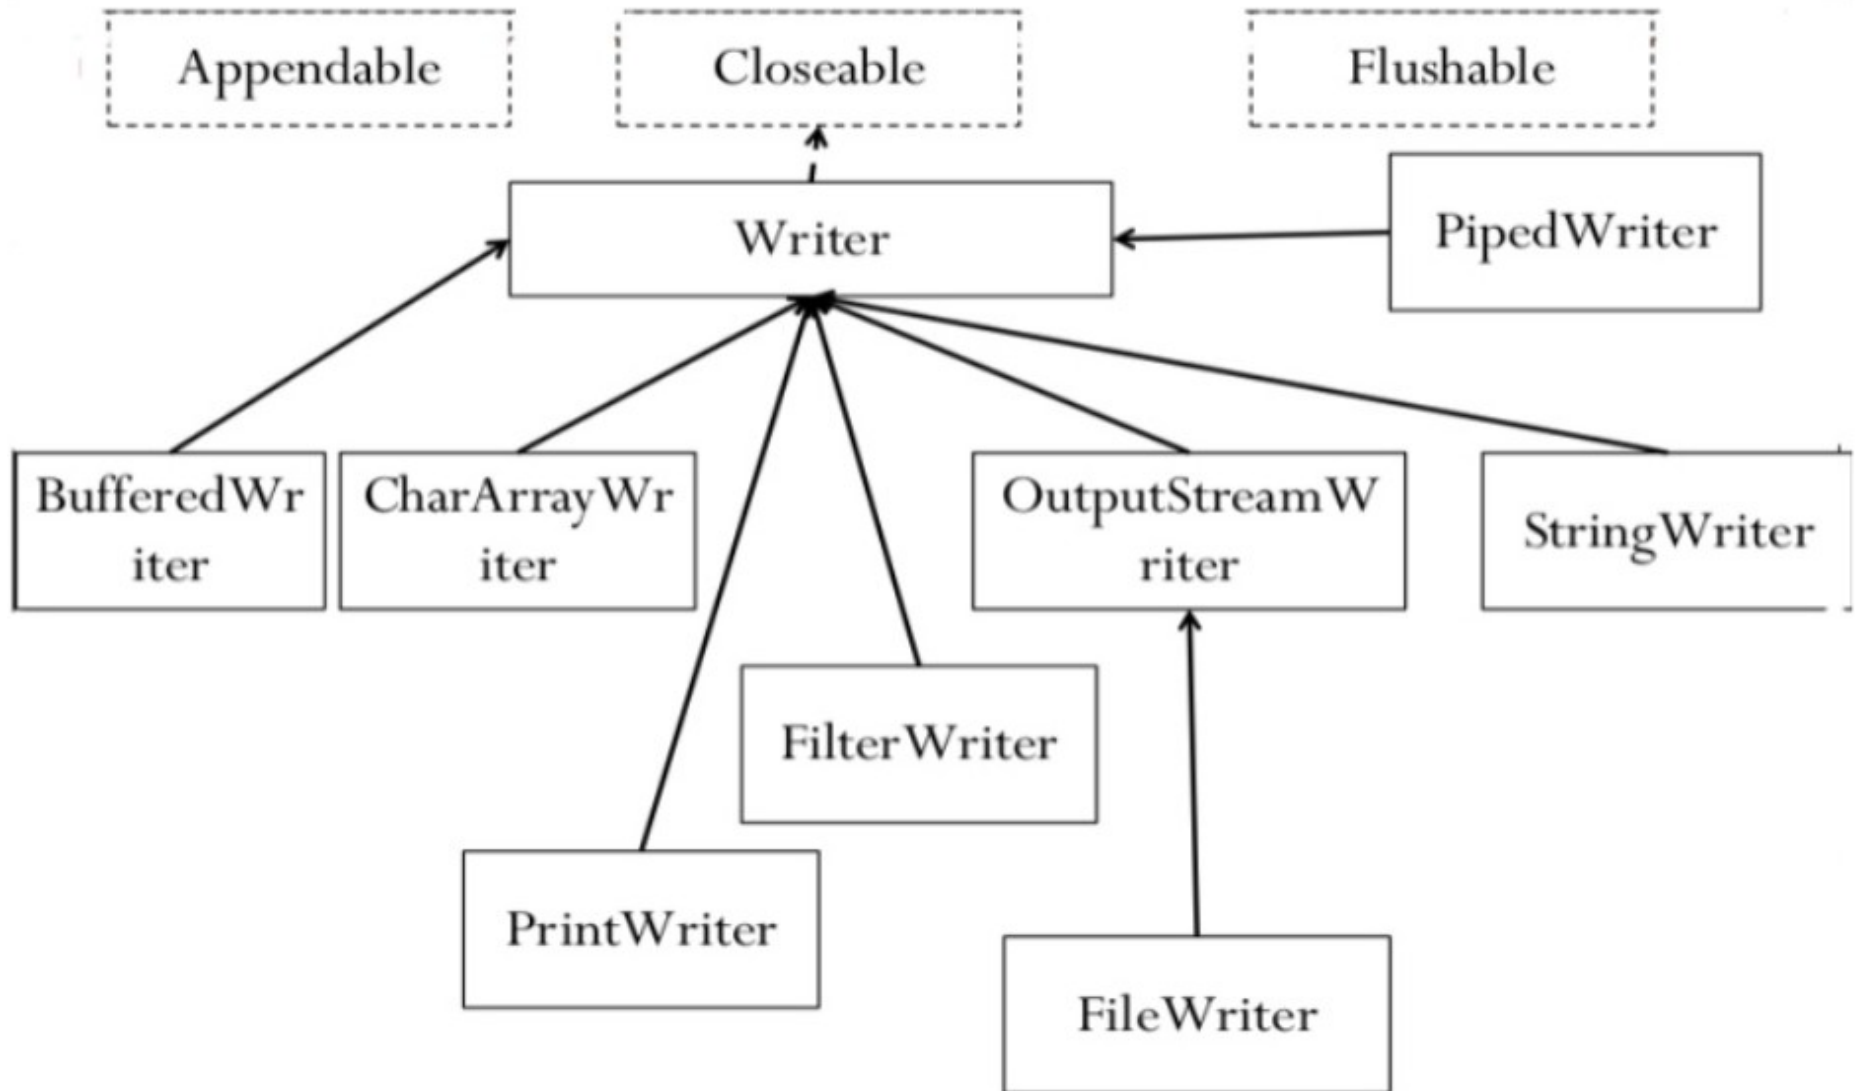 Appendable
Closeable
Flushable
Writer
PipedWriter
BufferedWr
iter
CharArrayWr
iter
OutputStreamW
riter
StringWriter
FilterWriter
PrintWriter
FileWriter